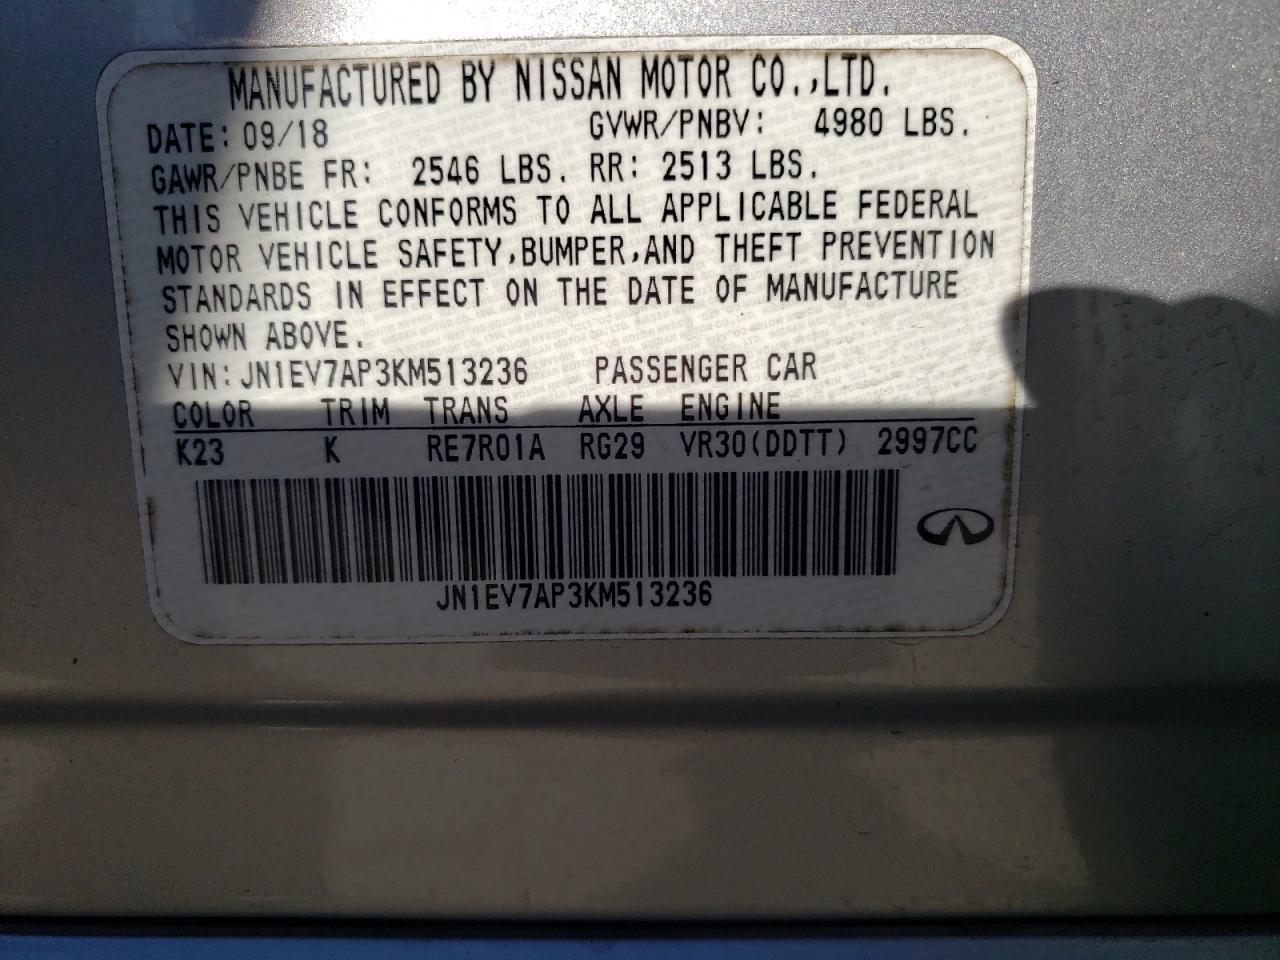 MANUFACTURED BY NISSAN MOTOR CO.,LTD.
DATE: 09/18 GVWR/PNBV: 4980 LBS.
GAWR/PNBE FR: 2546 LBS. RR: 2513 LBS.
THIS VEHICLE CONFORMS TO ALL APPLICABLE FEDERAL
MOTOR VEHICLE SAFETY,BUMPER,AND THEFT PREVENTION
STANDARDS IN EFFECT ON THE DATE OF MANUFACTURE
SHOWN ABOVE.
VIN:JN1EV7AP3KM513236 PASSENGER CAR
COLOR TRIM TRANS AXLE ENGINE
K23 K RE7R01A RG29 VR30(DDTT) 2997CC
JN1EV7AP3KM513236